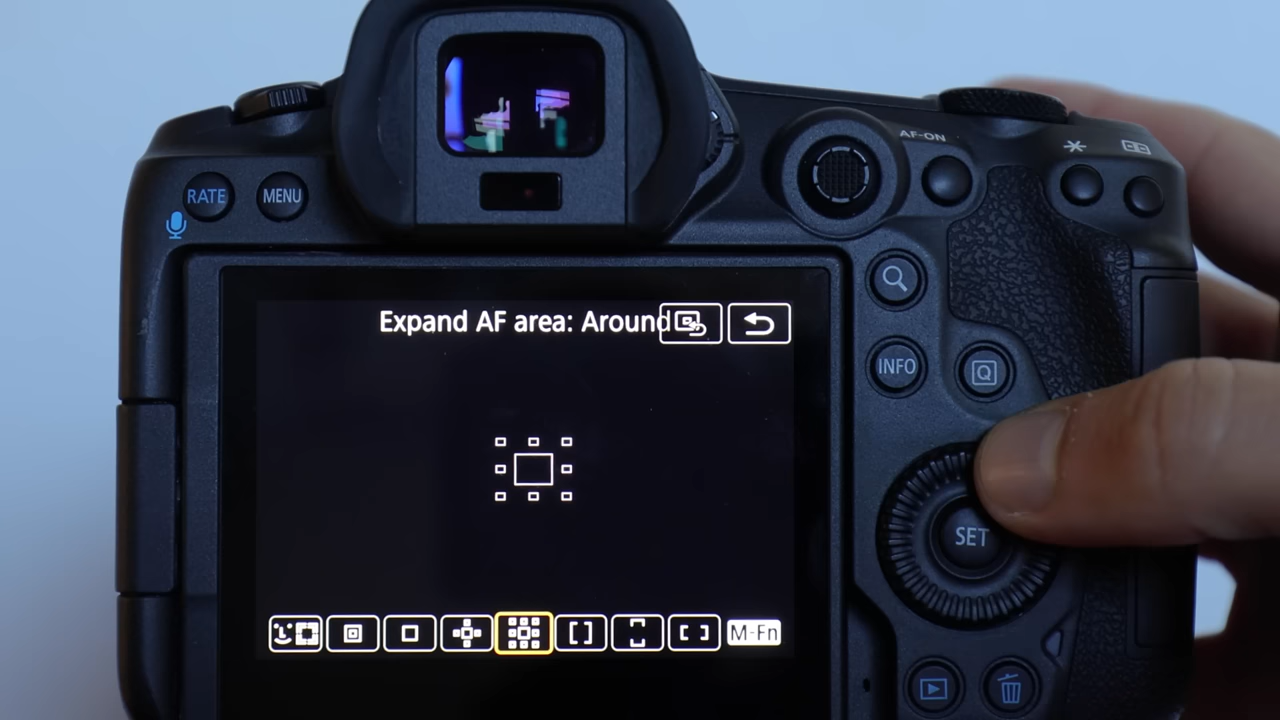 AF-ON
RATE
MENU
Expand AF area: Around
INFO
Q
SET
M-Fn